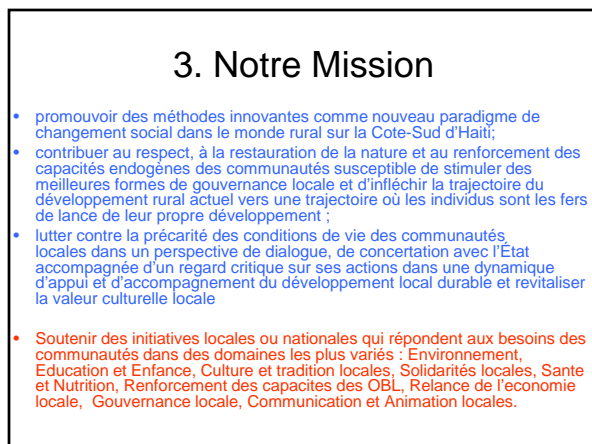 3. Notre Mission
• promouvoir des méthodes innovantes comme nouveau paradigme de
changement social dans le monde rural sur la Cote-Sud d'Haiti;
• contribuer au respect, à la restauration de la nature et au renforcement des
capacités endogènes des communautés susceptible de stimuler des
meilleures formes de gouvernance locale et d'infléchir la trajectoire du
développement rural actuel vers une trajectoire où les individus sont les fers
de lance de leur propre développement ;
• lutter contre la précarité des conditions de vie des communautés
locales dans un perspective de dialogue, de concertation avec l'État
accompagnée d'un regard critique sur ses actions dans une dynamique
d'appui et d'accompagnement du développement local durable et revitaliser
la valeur culturelle locale
• Soutenir des initiatives locales ou nationales qui répondent aux besoins des
communautés dans des domaines les plus variés : Environnement,
Education et Enfance, Culture et tradition locales, Solidarités locales, Sante
et Nutrition, Renforcement des capacites des OBL, Relance de l'economie
locale, Gouvernance locale, Communication et Animation locales.